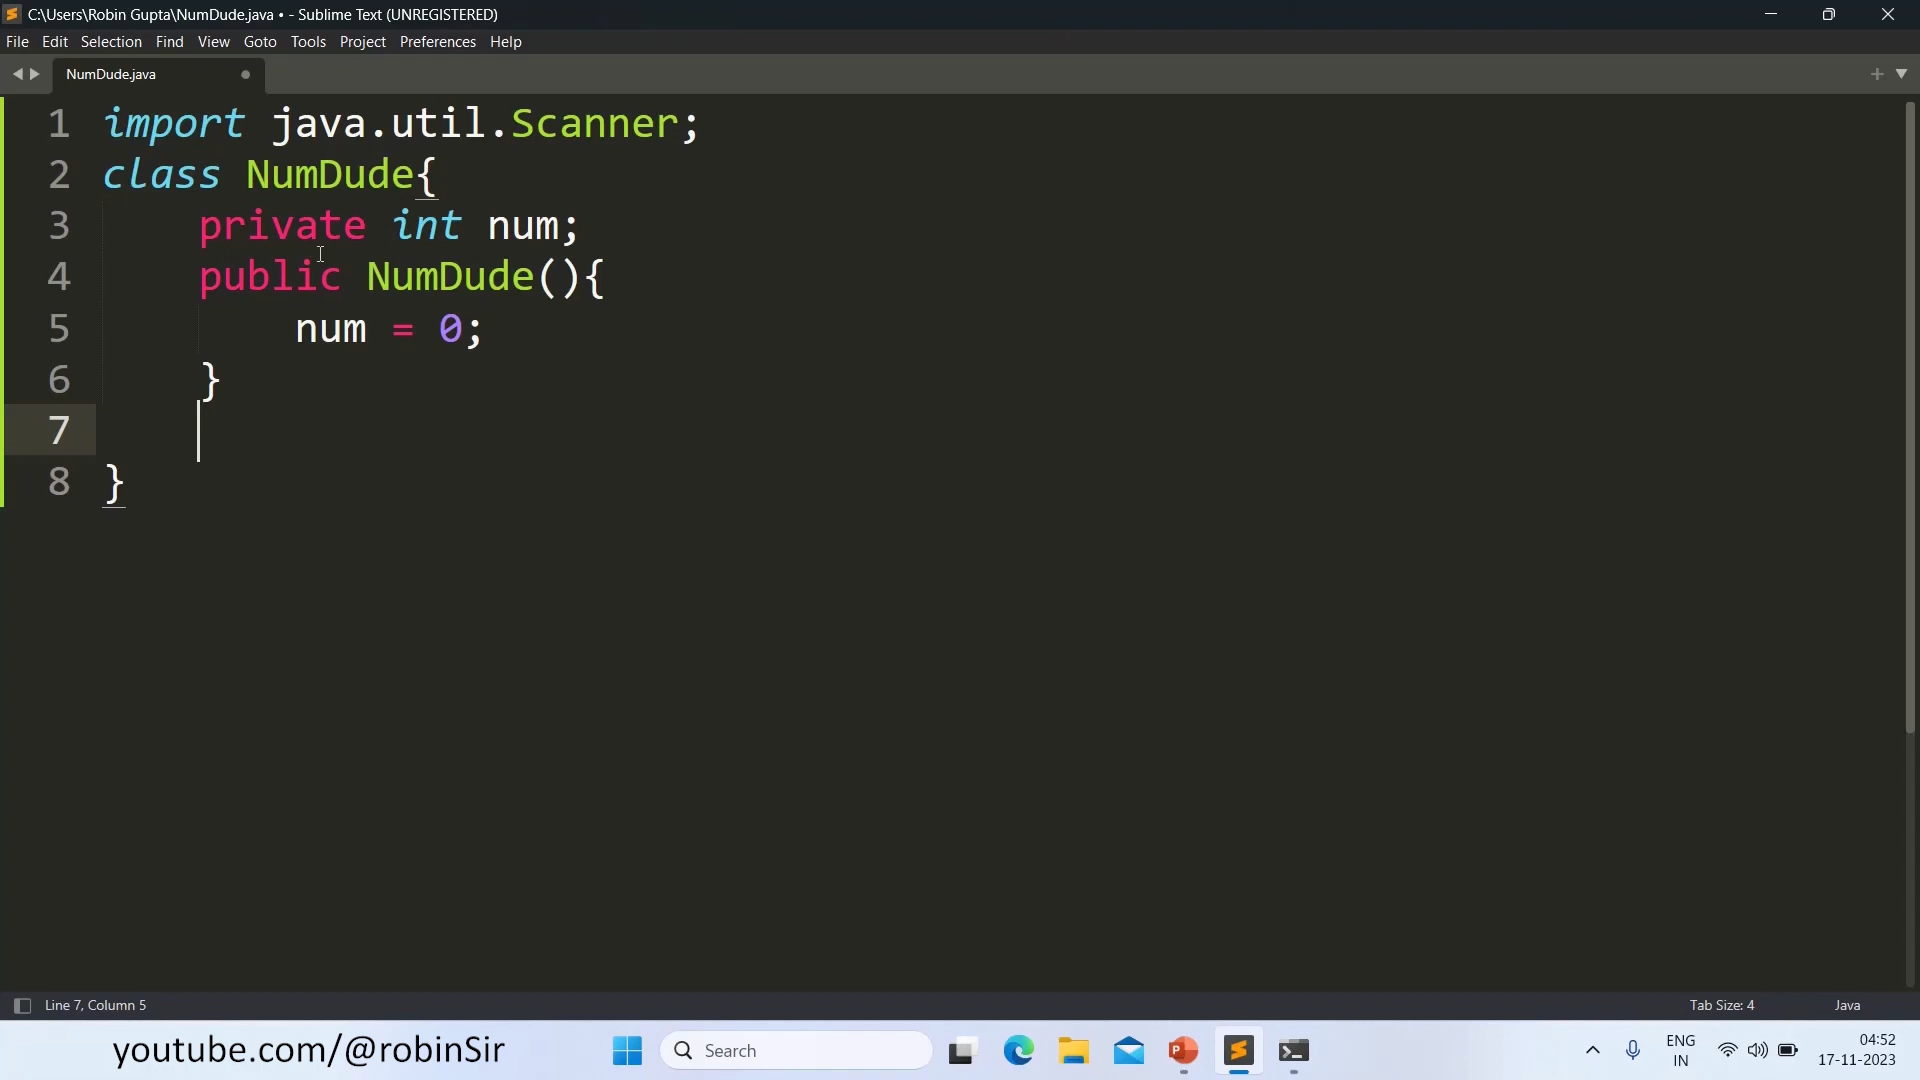 C:\Users\Robin Gupta\NumDude.java • - Sublime Text (UNREGISTERED)
File Edit Selection Find View Goto Tools Project Preferences Help
NumDude.java
1 import java.util.Scanner;
2 class NumDude{
3 private int num;
4 public NumDude(){
5 num = 0;
6 }
7
8 }
Line 7, Column 5
Tab Size: 4
Java
youtube.com/@robinSir
Search
ENG
IN
04:52
17-11-2023